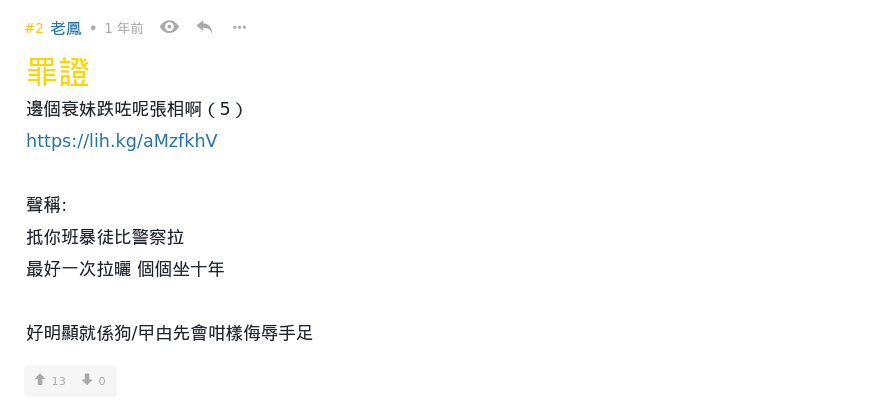 #2 老鳳 • 1 年前
罪證
邊個衰妹跌咗呢張相啊（5）
https://lih.kg/aMzfkhV
聲稱:
抵你班暴徒比警察拉
最好一次拉曬 個個坐十年
好明顯就係狗/曱甴先會咁樣侮辱手足
13 0